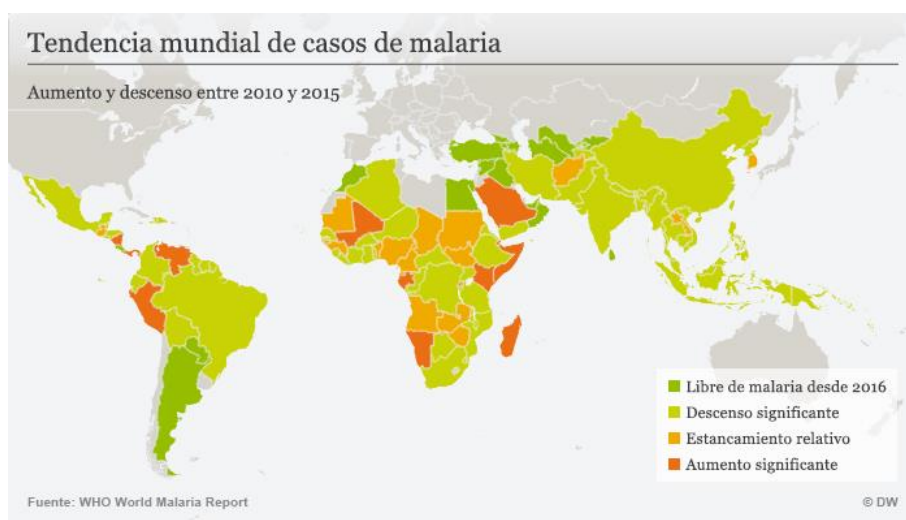 Tendencia mundial de casos de malaria
Aumento y descenso entre 2010 y 2015
Libre de malaria desde 2016
Descenso significante
Estancamiento relativo
Aumento significante
Fuente: WHO World Malaria Report
© DW